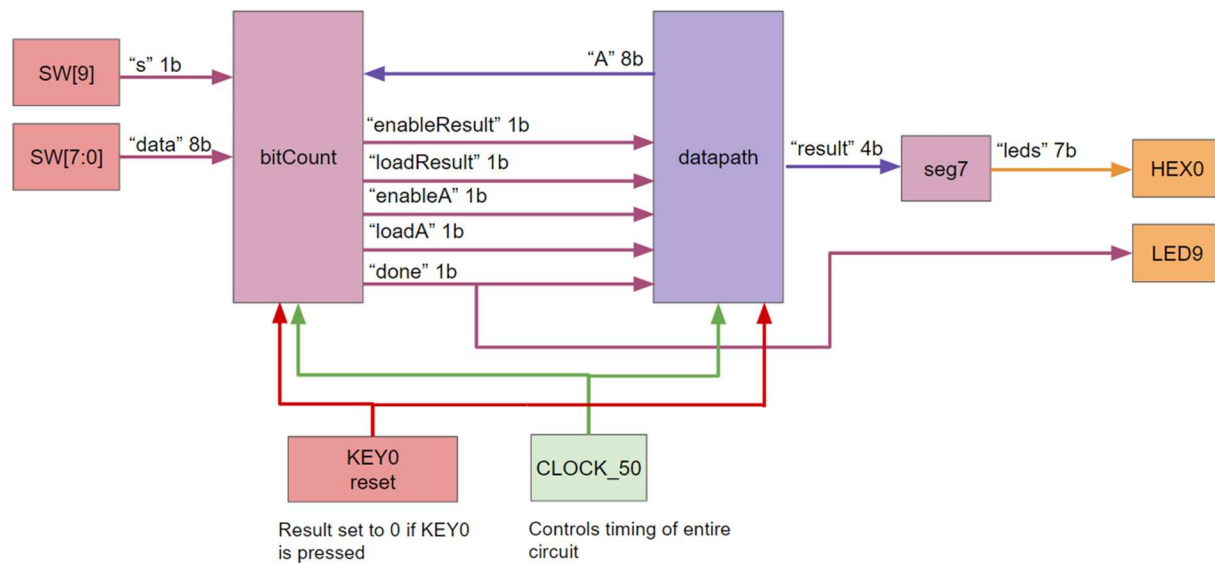 SW[9]
“s” 1b
SW[7:0]
“data” 8b
bitCount
“A” 8b
“enableResult” 1b
“loadResult” 1b
“enableA” 1b
“loadA” 1b
“done” 1b
datapath
“result” 4b
seg7
“leds” 7b
HEX0
LED9
KEY0
reset
Result set to 0 if KEY0
is pressed
CLOCK_50
Controls timing of entire
circuit